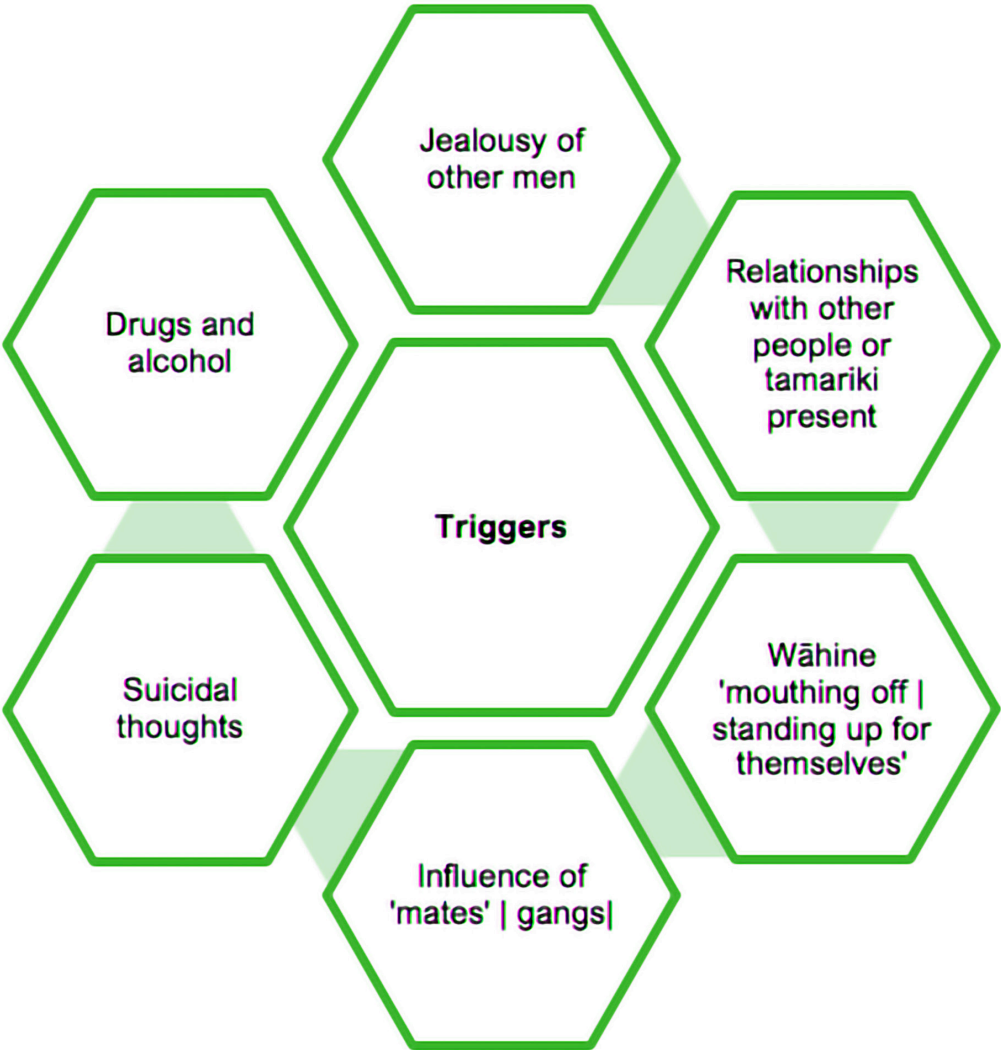 Jealousy of
other men
Relationships
with other
people or
tamariki
present
Wāhine
'mouthing off |
standing up for
themselves'
Influence of
'mates' | gangs|
Suicidal
thoughts
Drugs and
alcohol
Triggers